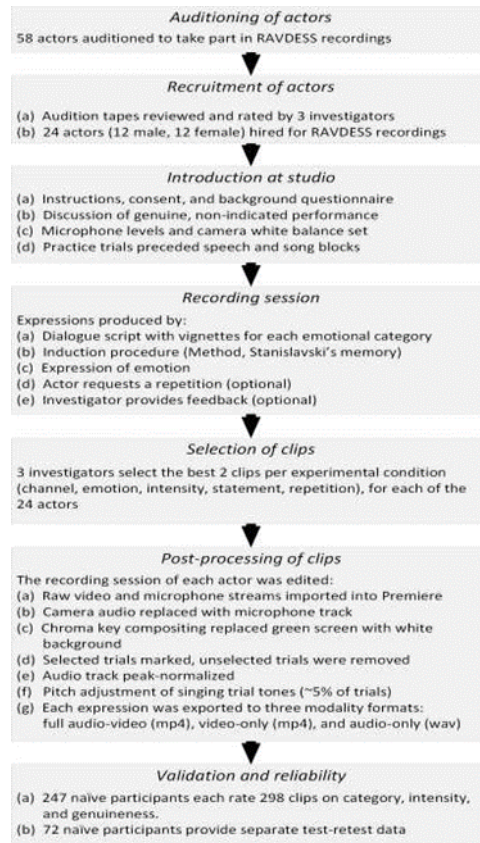 Auditioning of actors
58 actors auditioned to take part in RAVDESS recordings
Recruitment of actors
(a) Audition tapes reviewed and rated by 3 investigators
(b) 24 actors (12 male, 12 female) hired for RAVDESS recordings
Introduction at studio
(a) Instructions, consent, and background questionnaire
(b) Discussion of genuine, non-indicated performance
(c) Microphone levels and camera white balance set
(d) Practice trials preceded speech and song blocks
Recording session
Expressions produced by:
(a) Dialogue script with vignettes for each emotional category
(b) Induction procedure (Method, Stanislavski's memory)
(c) Expression of emotion
(d) Actor requests a repetition (optional)
(e) Investigator provides feedback (optional)
Selection of clips
3 investigators select the best 2 clips per experimental condition
(channel, emotion, intensity, statement, repetition), for each of the
24 actors
Post-processing of clips
The recording session of each actor was edited:
(a) Raw video and microphone streams imported into Premiere
(b) Camera audio replaced with microphone track
(c) Chroma key compositing replaced green screen with white
background
(d) Selected trials marked, unselected trials were removed
(e) Audio track peak-normalized
(f) Pitch adjustment of singing trial tones (~5% of trials)
(g) Each expression was exported to three modality formats:
full audio-video (mp4), video-only (mp4), and audio-only (wav)
Validation and reliability
(a) 247 naïve participants each rate 298 clips on category, intensity,
and genuineness.
(b) 72 naïve participants provide separate test-retest data